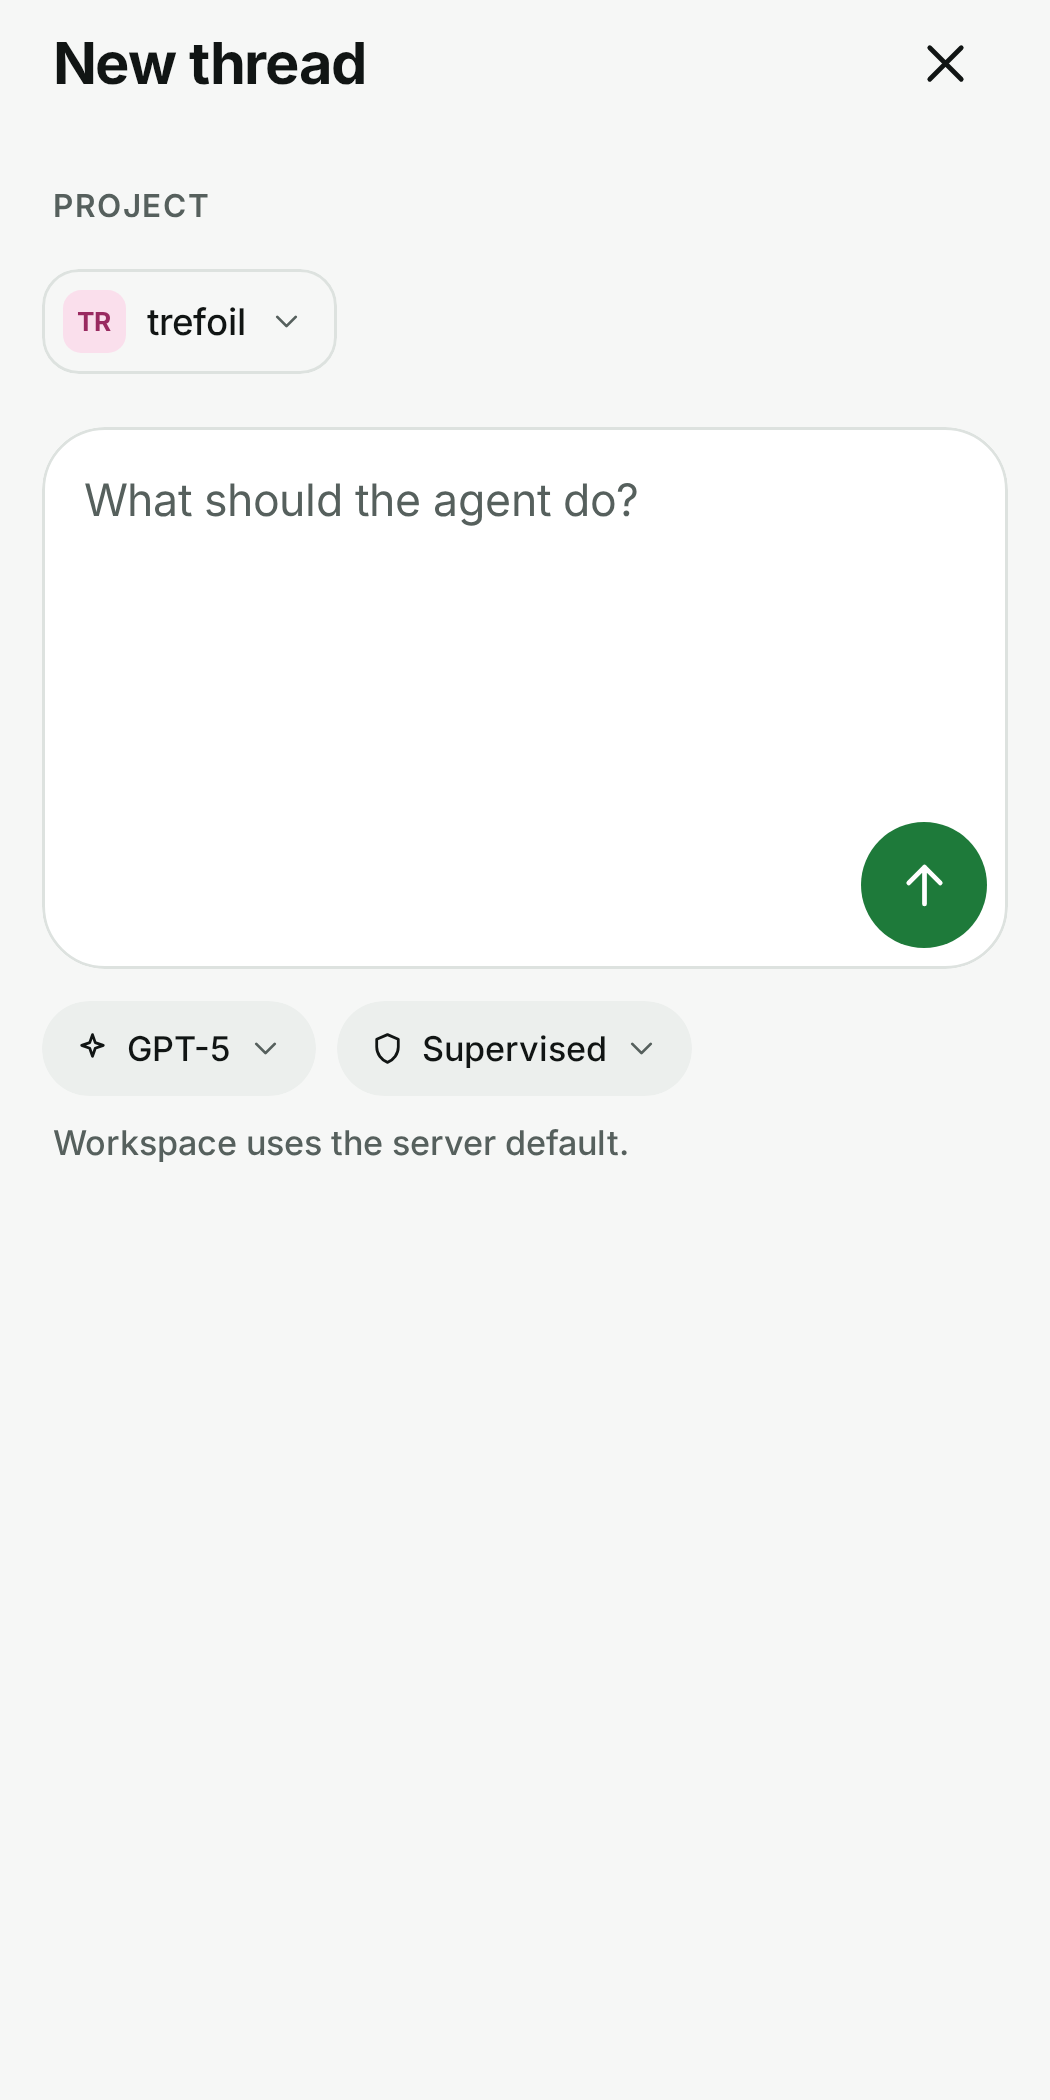 New thread
PROJECT
TR trefoil
What should the agent do?
GPT-5 Supervised
Workspace uses the server default.